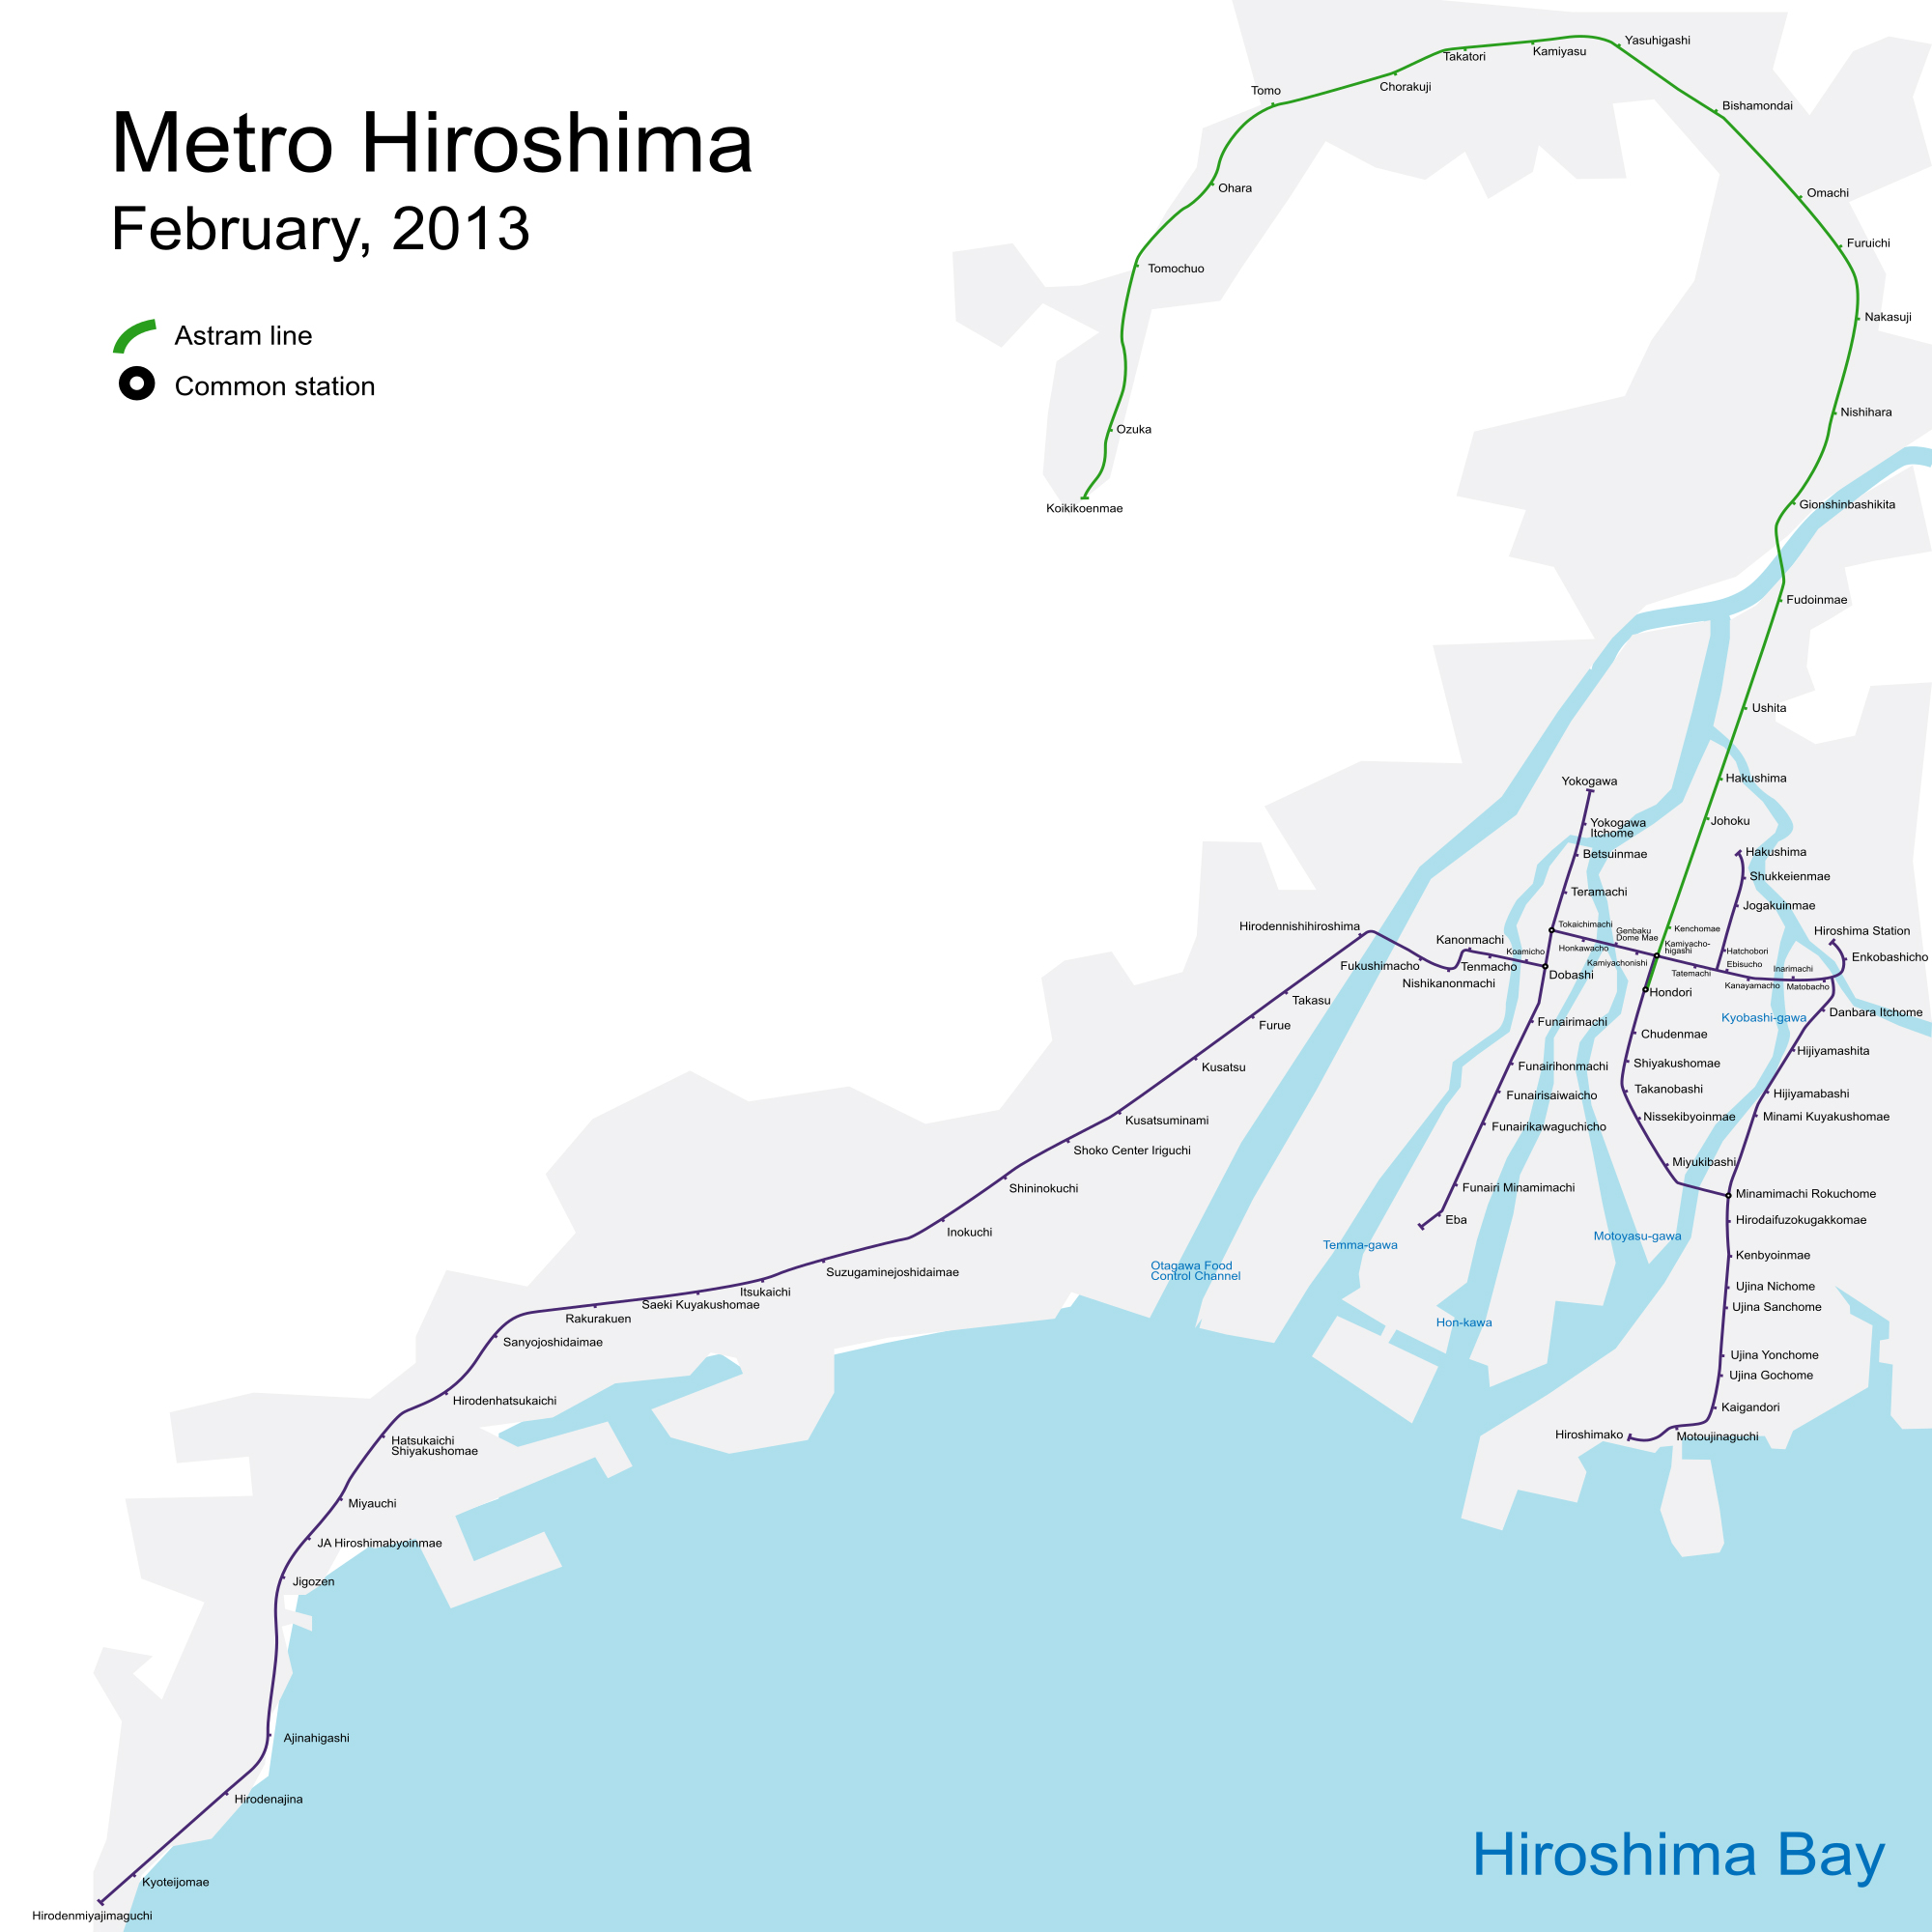 Metro Hiroshima
February, 2013
Astram line
Common station
Yasuhigashi
Kamiyasu
Takatori
Chorakuji
Tomo
Bishamondai
Ohara
Omachi
Furuichi
Tomochuo
Nakasuji
Nishihara
Ozuka
Koikikoenmae
Gionshinbashikita
Fudoinmae
Ushita
Hakushima
Yokogawa
Yokogawa
Itchome
Johoku
Betsuinmae
Hakushima
Shukkeienmae
Teramachi
Jogakuinmae
Hirodennishihiroshima
Kanonmachi
Koamicho
Tokaichimachi
Honkawacho
Genbaku
Dome Mae
Kenchomae
Kamiyacho-
higashi
Kamiyachonishi
Hatchobori
Ebisucho
Tatemachi
Kanayamacho
Inarimachi
Matobacho
Hiroshima Station
Enkobashicho
Fukushimacho
Nishikanonmachi
Tenmacho
Dobashi
Hondori
Takasu
Furue
Kusatsu
Kusatsuminami
Shoko Center Iriguchi
Shininokuchi
Inokuchi
Suzugaminejoshidaimae
Itsukaichi
Saeki Kuyakushomae
Rakurakuen
Sanyojoshidaimae
Hirodenhatsukaichi
Hatsukaichi
Shiyakushomae
Miyauchi
JA Hiroshimabyoinmae
Jigozen
Ajinahigashi
Hirodenajina
Kyoteijomae
Hirodenmiyajimaguchi
Funairimachi
Funairihonmachi
Funairisaiwaicho
Funairikawaguchicho
Funairi Minamimachi
Eba
Chudenmae
Shiyakushomae
Takanobashi
Nissekibyoinmae
Miyukibashi
Kyobashi-gawa
Danbara Itchome
Hijiyamashita
Hijiyamabashi
Minami Kuyakushomae
Minamimachi Rokuchome
Hirodaifuzokugakkomae
Kenbyoinmae
Ujina Nichome
Ujina Sanchome
Ujina Yonchome
Ujina Gochome
Kaigandori
Motoujinaguchi
Hiroshimako
Otagawa Food
Control Channel
Temma-gawa
Hon-kawa
Motoyasu-gawa
Hiroshima Bay